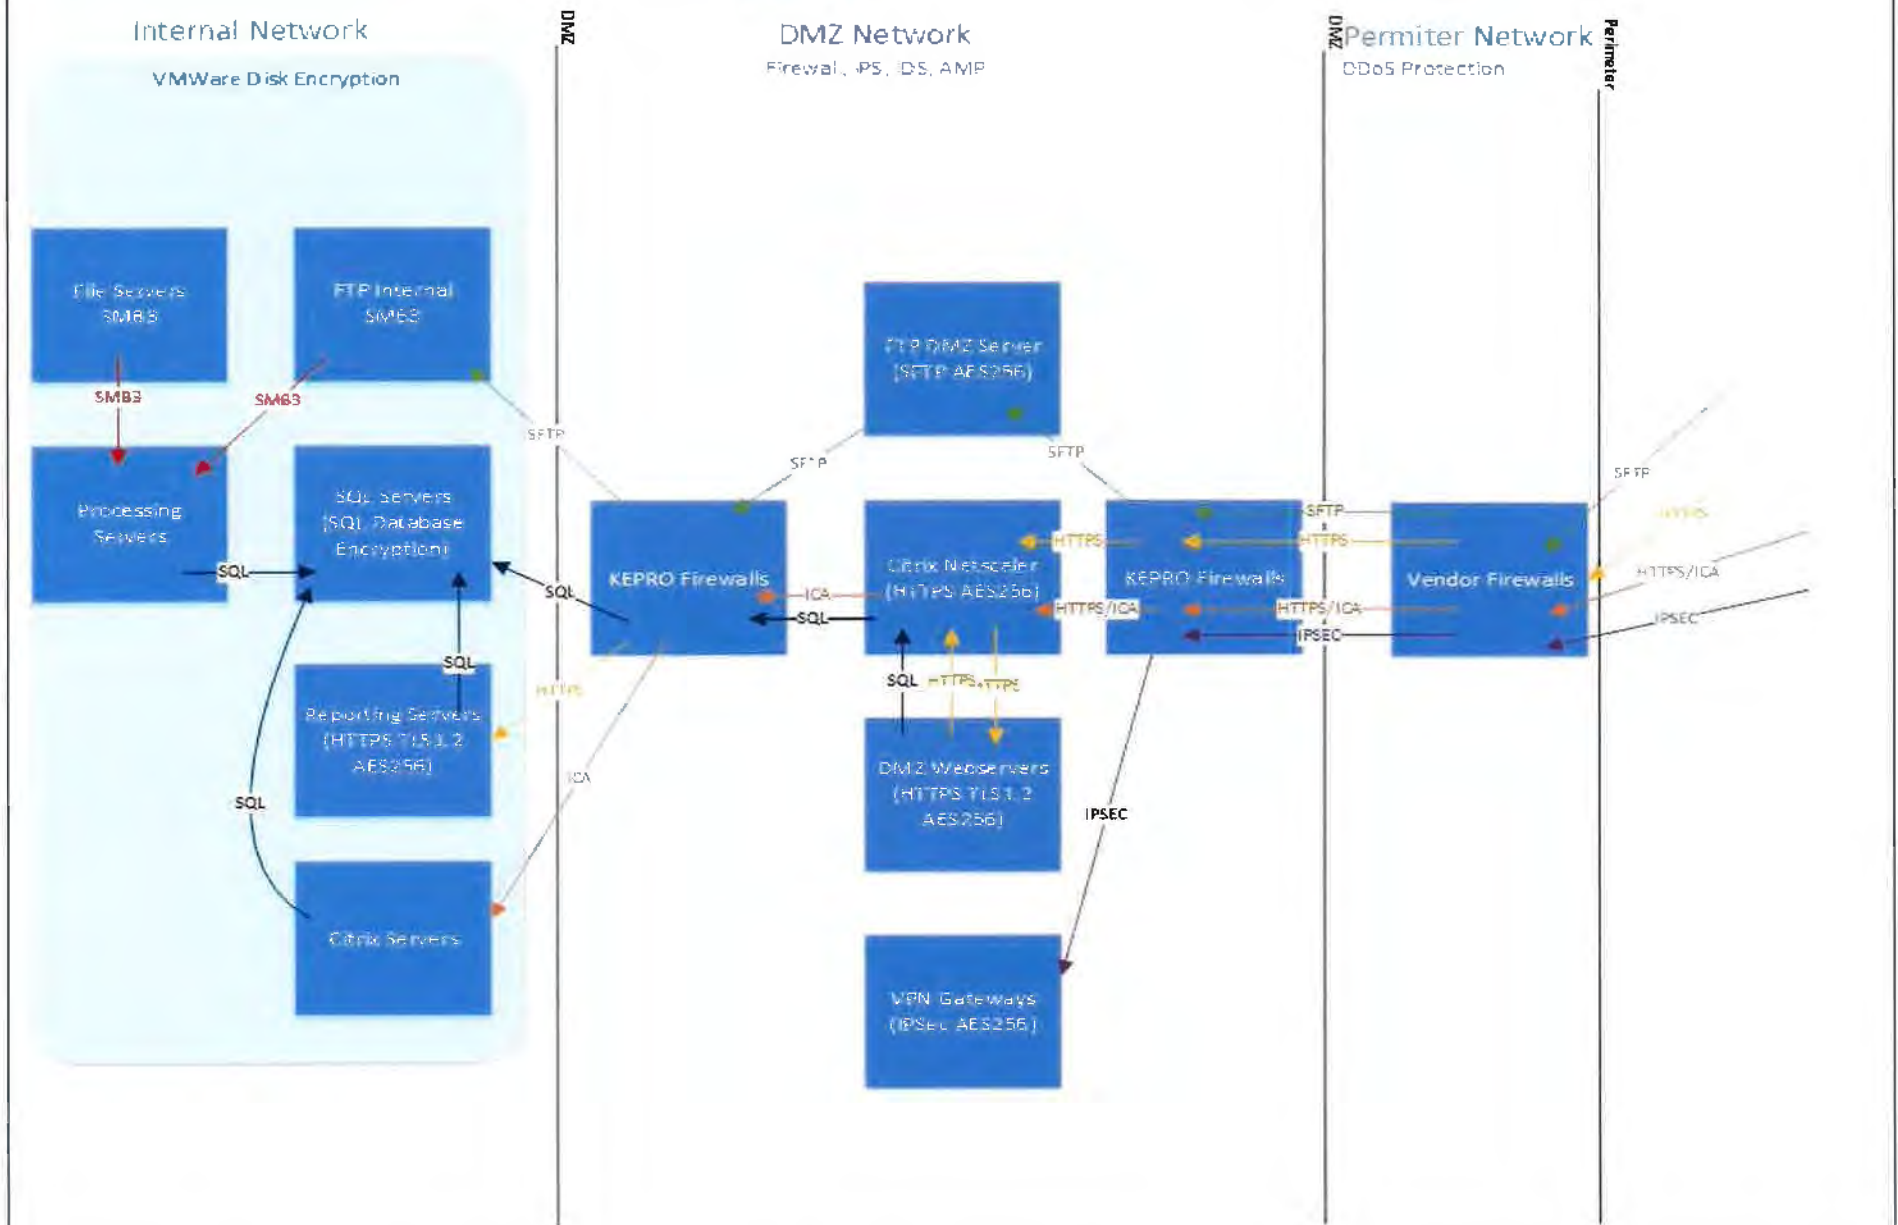 Internal Network
VMWare Disk Encryption
DMZ
DMZ Network
Firewall, IPS, IDS, AMP
DMZ
Permiter Network
DDoS Protection
Perimeter
File Servers
SMB3
FTP Internal
SMB3
SMB3
SMB3
Processing
Servers
SQL Servers
(SQL Database
Encryption)
SQL
SQL
SQL
Reporting Servers
(HTTPS TLS1.2
AES256)
Citrix Servers
SFTP
SQL
HTTPS
ICA
KEPRO Firewalls
SFTP
ICA
SQL
FTP DMZ Server
(SFTP AES256)
SFTP
Citrix Netscaler
(HTTPS AES256)
HTTPS
HTTPS/ICA
SQL
HTTPS
HTTPS
DMZ Webservers
(HTTPS TLS1.2
AES256)
IPSEC
VPN Gateways
(IPSec AES256)
KEPRO Firewalls
SFTP
HTTPS
HTTPS/ICA
IPSEC
Vendor Firewalls
SFTP
HTTPS
HTTPS/ICA
IPSEC